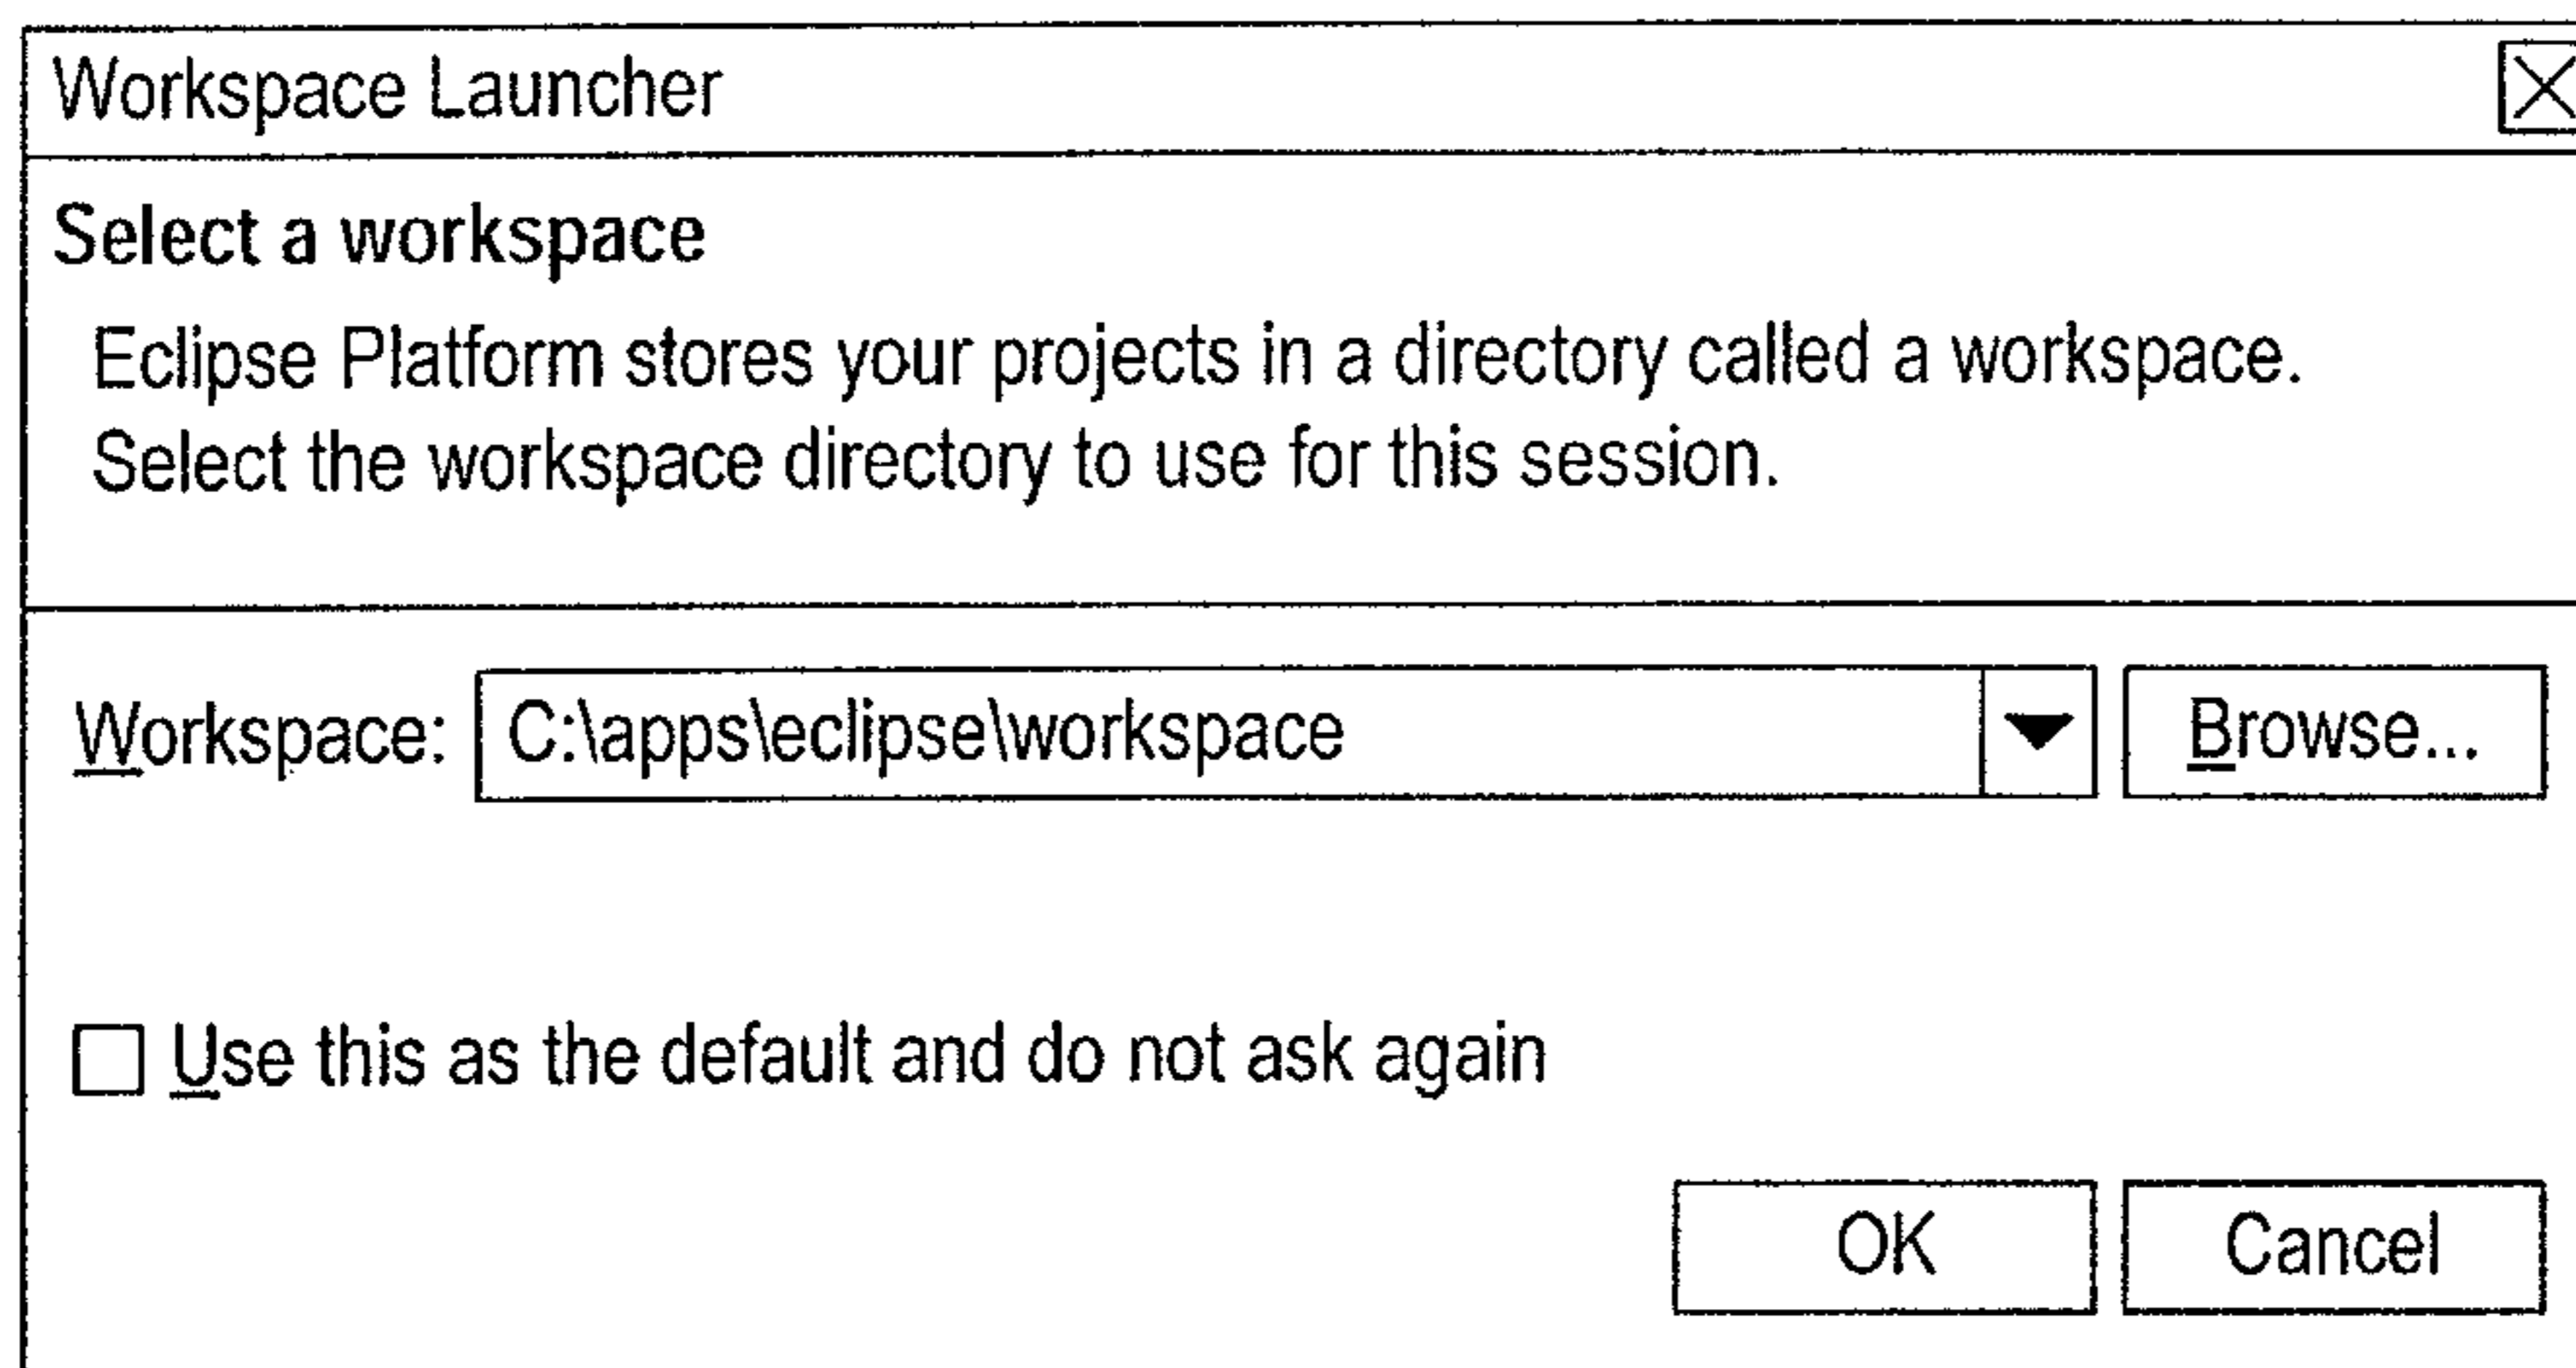 Workspace Launcher
Select a workspace
Eclipse Platform stores your projects in a directory called a workspace.
Select the workspace directory to use for this session.
Workspace: C:\apps\eclipse\workspace Browse...
Use this as the default and do not ask again
OK Cancel